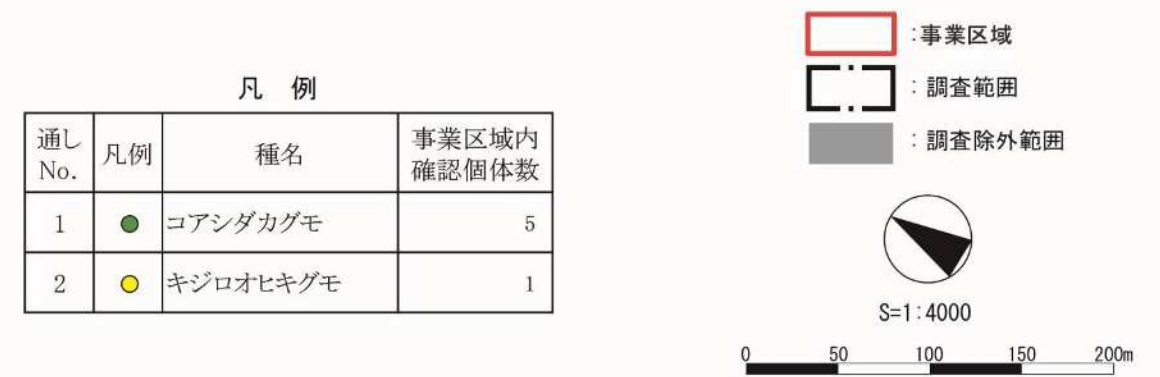 凡 例
通し
No.
凡例
種名
事業区域内
確認個体数
1
コアシダカグモ
5
2
キジロオヒキグモ
1
:事業区域
:調査範囲
:調査除外範囲
S=1:4000
0 50 100 150 200m